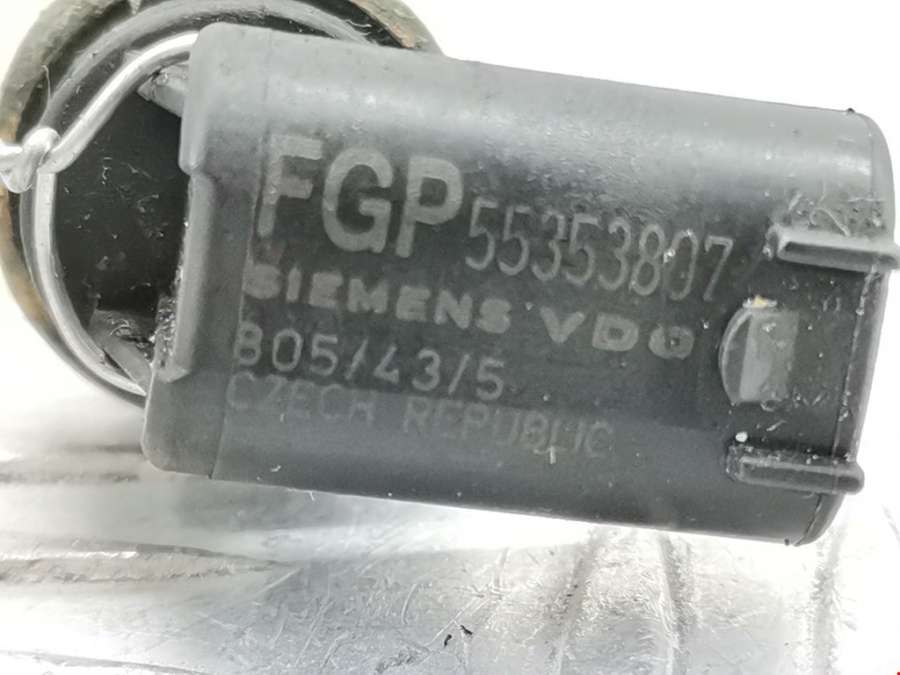 FGP 55353807
SIEMENS VDO
805/43/5
CZECH REPUBLIC